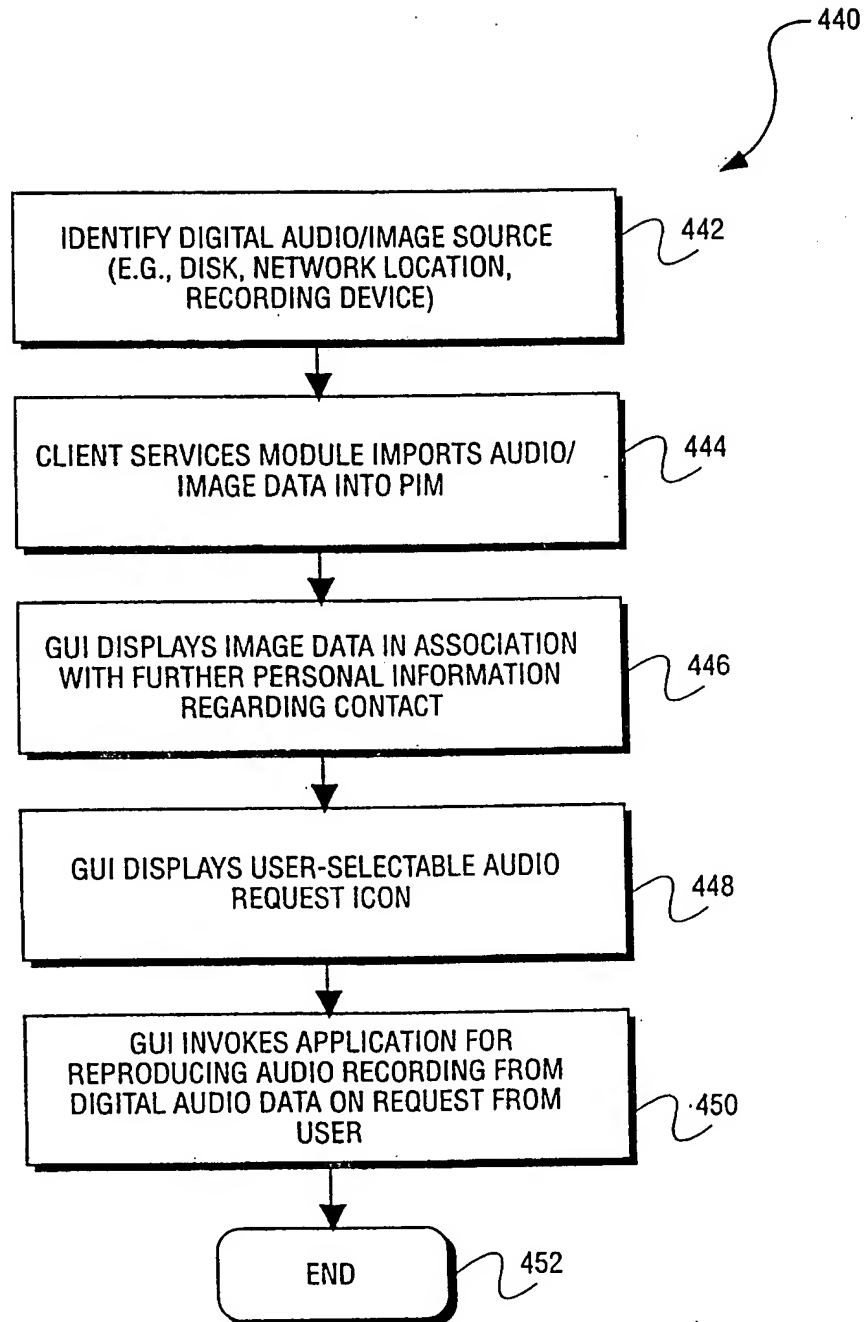 440
IDENTIFY DIGITAL AUDIO/IMAGE SOURCE
(E.G., DISK, NETWORK LOCATION,
RECORDING DEVICE)
442
CLIENT SERVICES MODULE IMPORTS AUDIO/
IMAGE DATA INTO PIM
444
GUI DISPLAYS IMAGE DATA IN ASSOCIATION
WITH FURTHER PERSONAL INFORMATION
REGARDING CONTACT
446
GUI DISPLAYS USER-SELECTABLE AUDIO
REQUEST ICON
448
GUI INVOKES APPLICATION FOR
REPRODUCING AUDIO RECORDING FROM
DIGITAL AUDIO DATA ON REQUEST FROM
USER
450
END
452